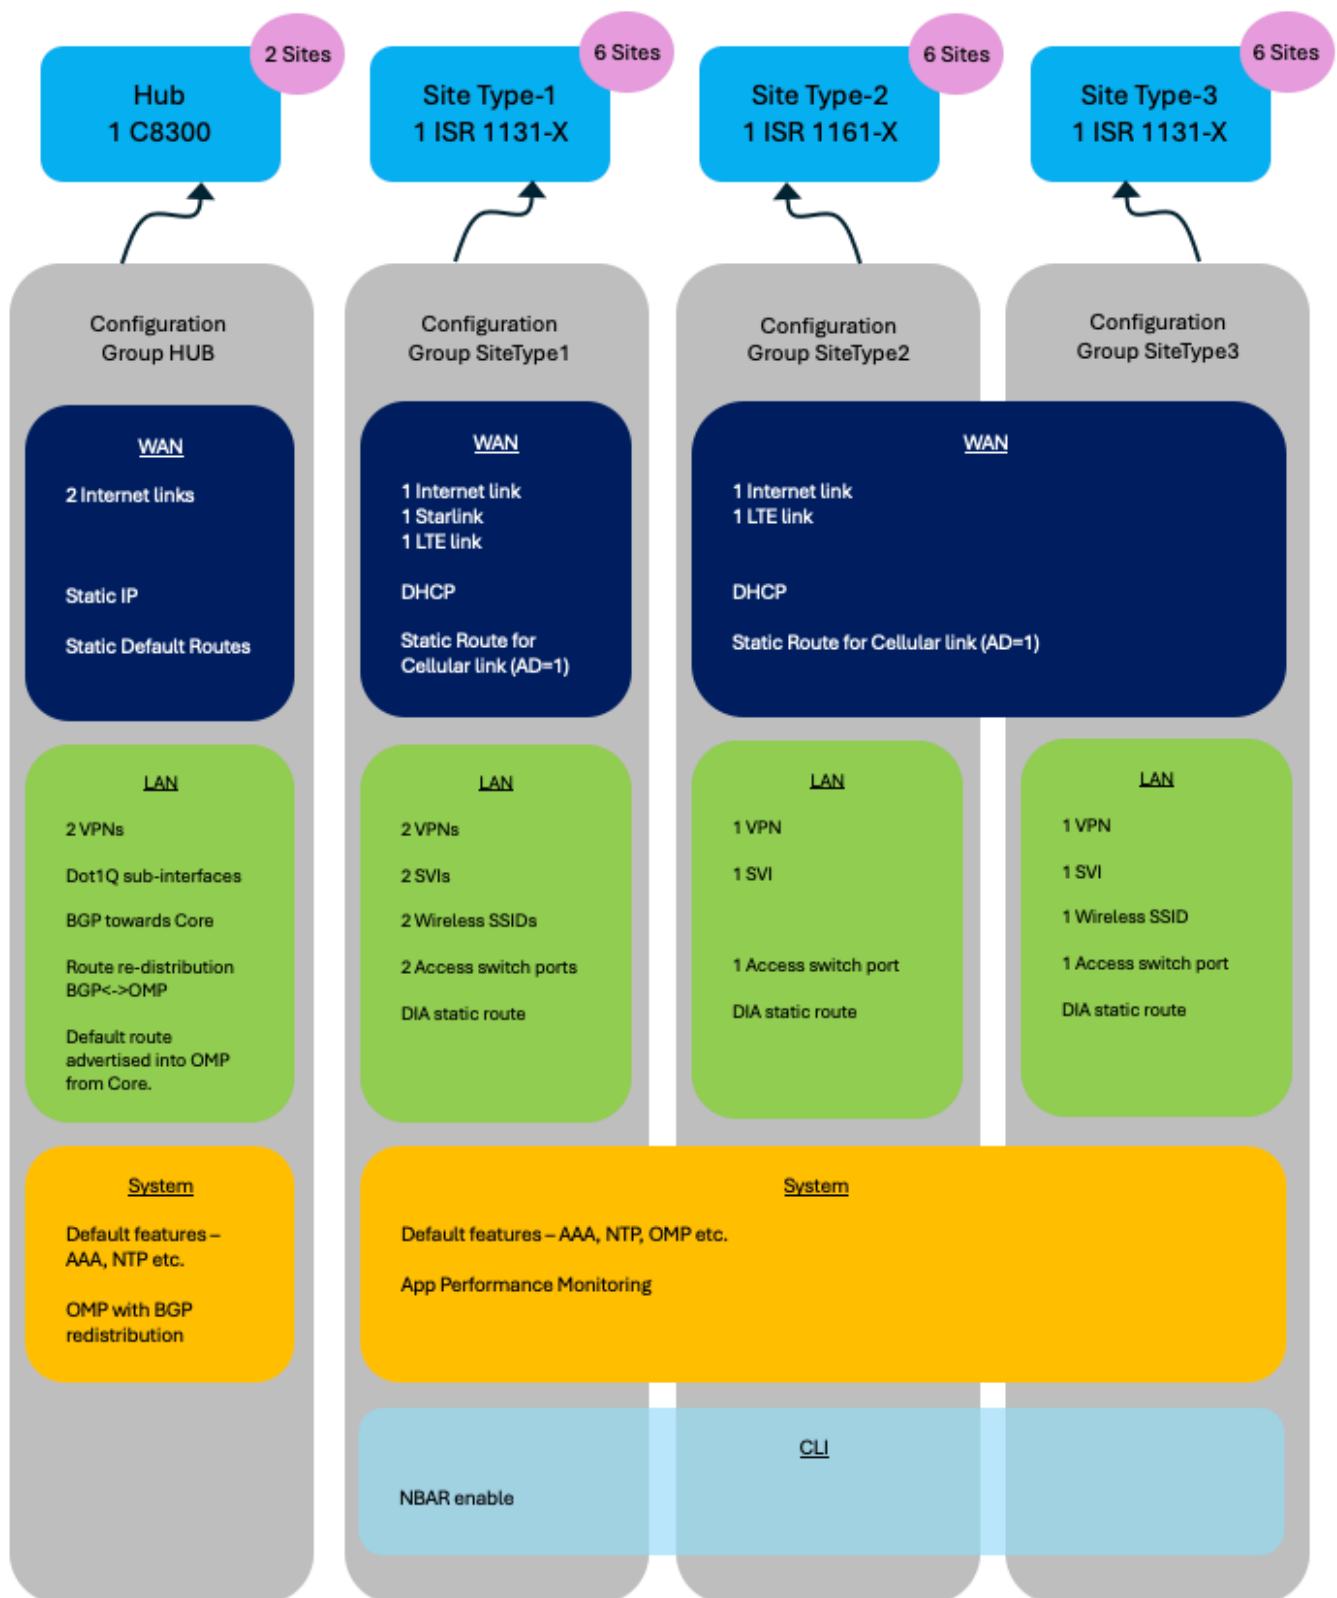 2 Sites
Hub
1 C8300
6 Sites
Site Type-1
1 ISR 1131-X
6 Sites
Site Type-2
1 ISR 1161-X
6 Sites
Site Type-3
1 ISR 1131-X
Configuration
Group HUB
Configuration
Group SiteType1
Configuration
Group SiteType2
Configuration
Group SiteType3
WAN
2 Internet links
Static IP
Static Default Routes
WAN
1 Internet link
1 Starlink
1 LTE link
DHCP
Static Route for
Cellular link (AD=1)
WAN
1 Internet link
1 LTE link
DHCP
Static Route for Cellular link (AD=1)
LAN
2 VPNs
Dot1Q sub-interfaces
BGP towards Core
Route re-distribution
BGP<->OMP
Default route
advertised into OMP
from Core.
LAN
2 VPNs
2 SVIs
2 Wireless SSIDs
2 Access switch ports
DIA static route
LAN
1 VPN
1 SVI
1 Access switch port
DIA static route
LAN
1 VPN
1 SVI
1 Wireless SSID
1 Access switch port
DIA static route
System
Default features –
AAA, NTP etc.
OMP with BGP
redistribution
System
Default features – AAA, NTP, OMP etc.
App Performance Monitoring
CLI
NBAR enable